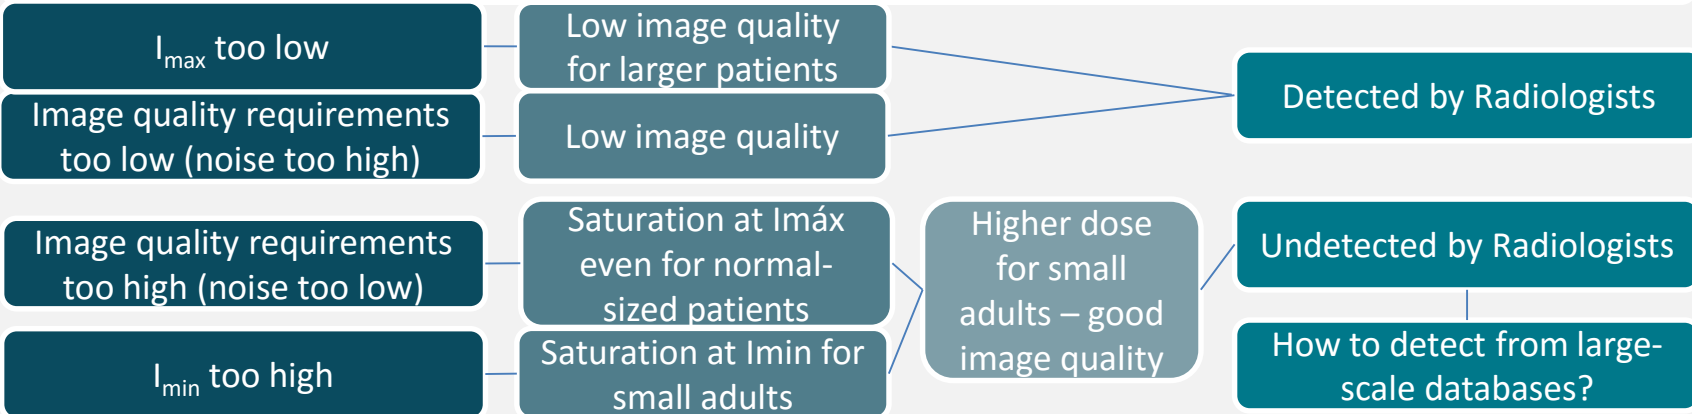 I_max too low
Low image quality
for larger patients
Detected by Radiologists
Image quality requirements
too low (noise too high)
Low image quality
Image quality requirements
too high (noise too low)
Saturation at Imáx
even for normal-
sized patients
Higher dose
for small
adults – good
image quality
Undetected by Radiologists
I_min too high
Saturation at Imin for
small adults
How to detect from large-
scale databases?